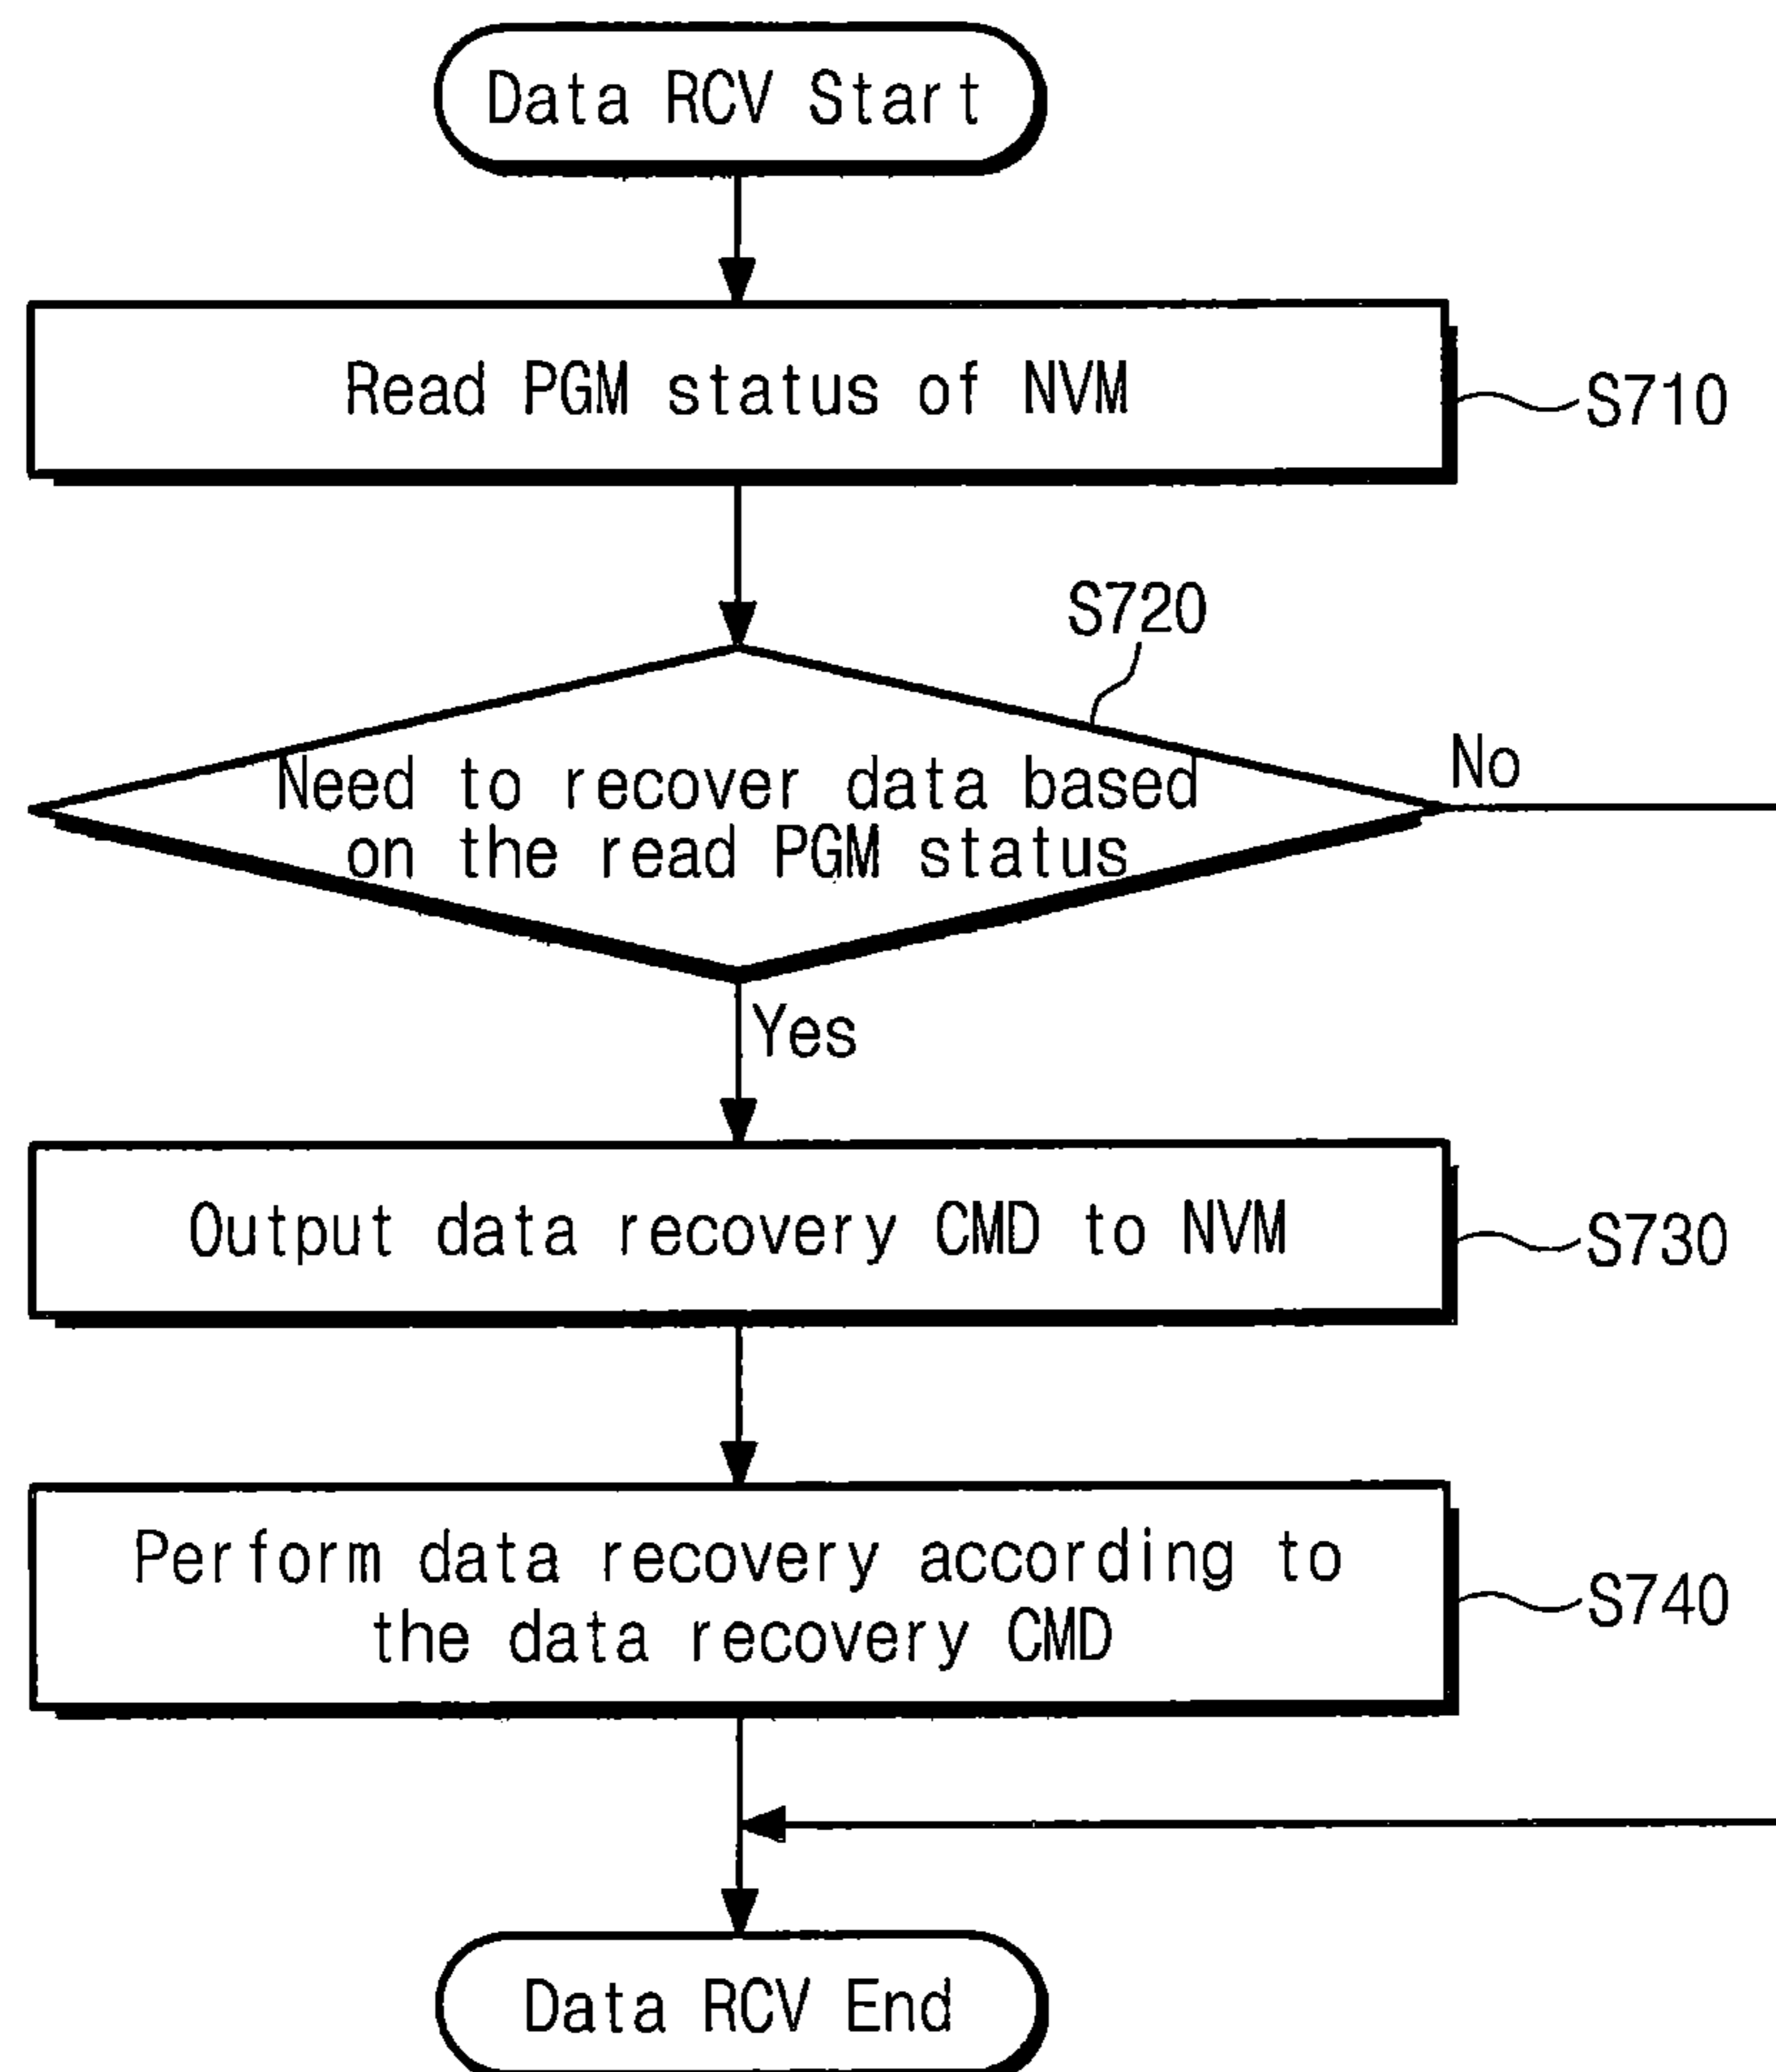 Data RCV Start
Read PGM status of NVM
S710
S720
Need to recover data based
on the read PGM status
No
Yes
Output data recovery CMD to NVM
S730
Perform data recovery according to
the data recovery CMD
S740
Data RCV End